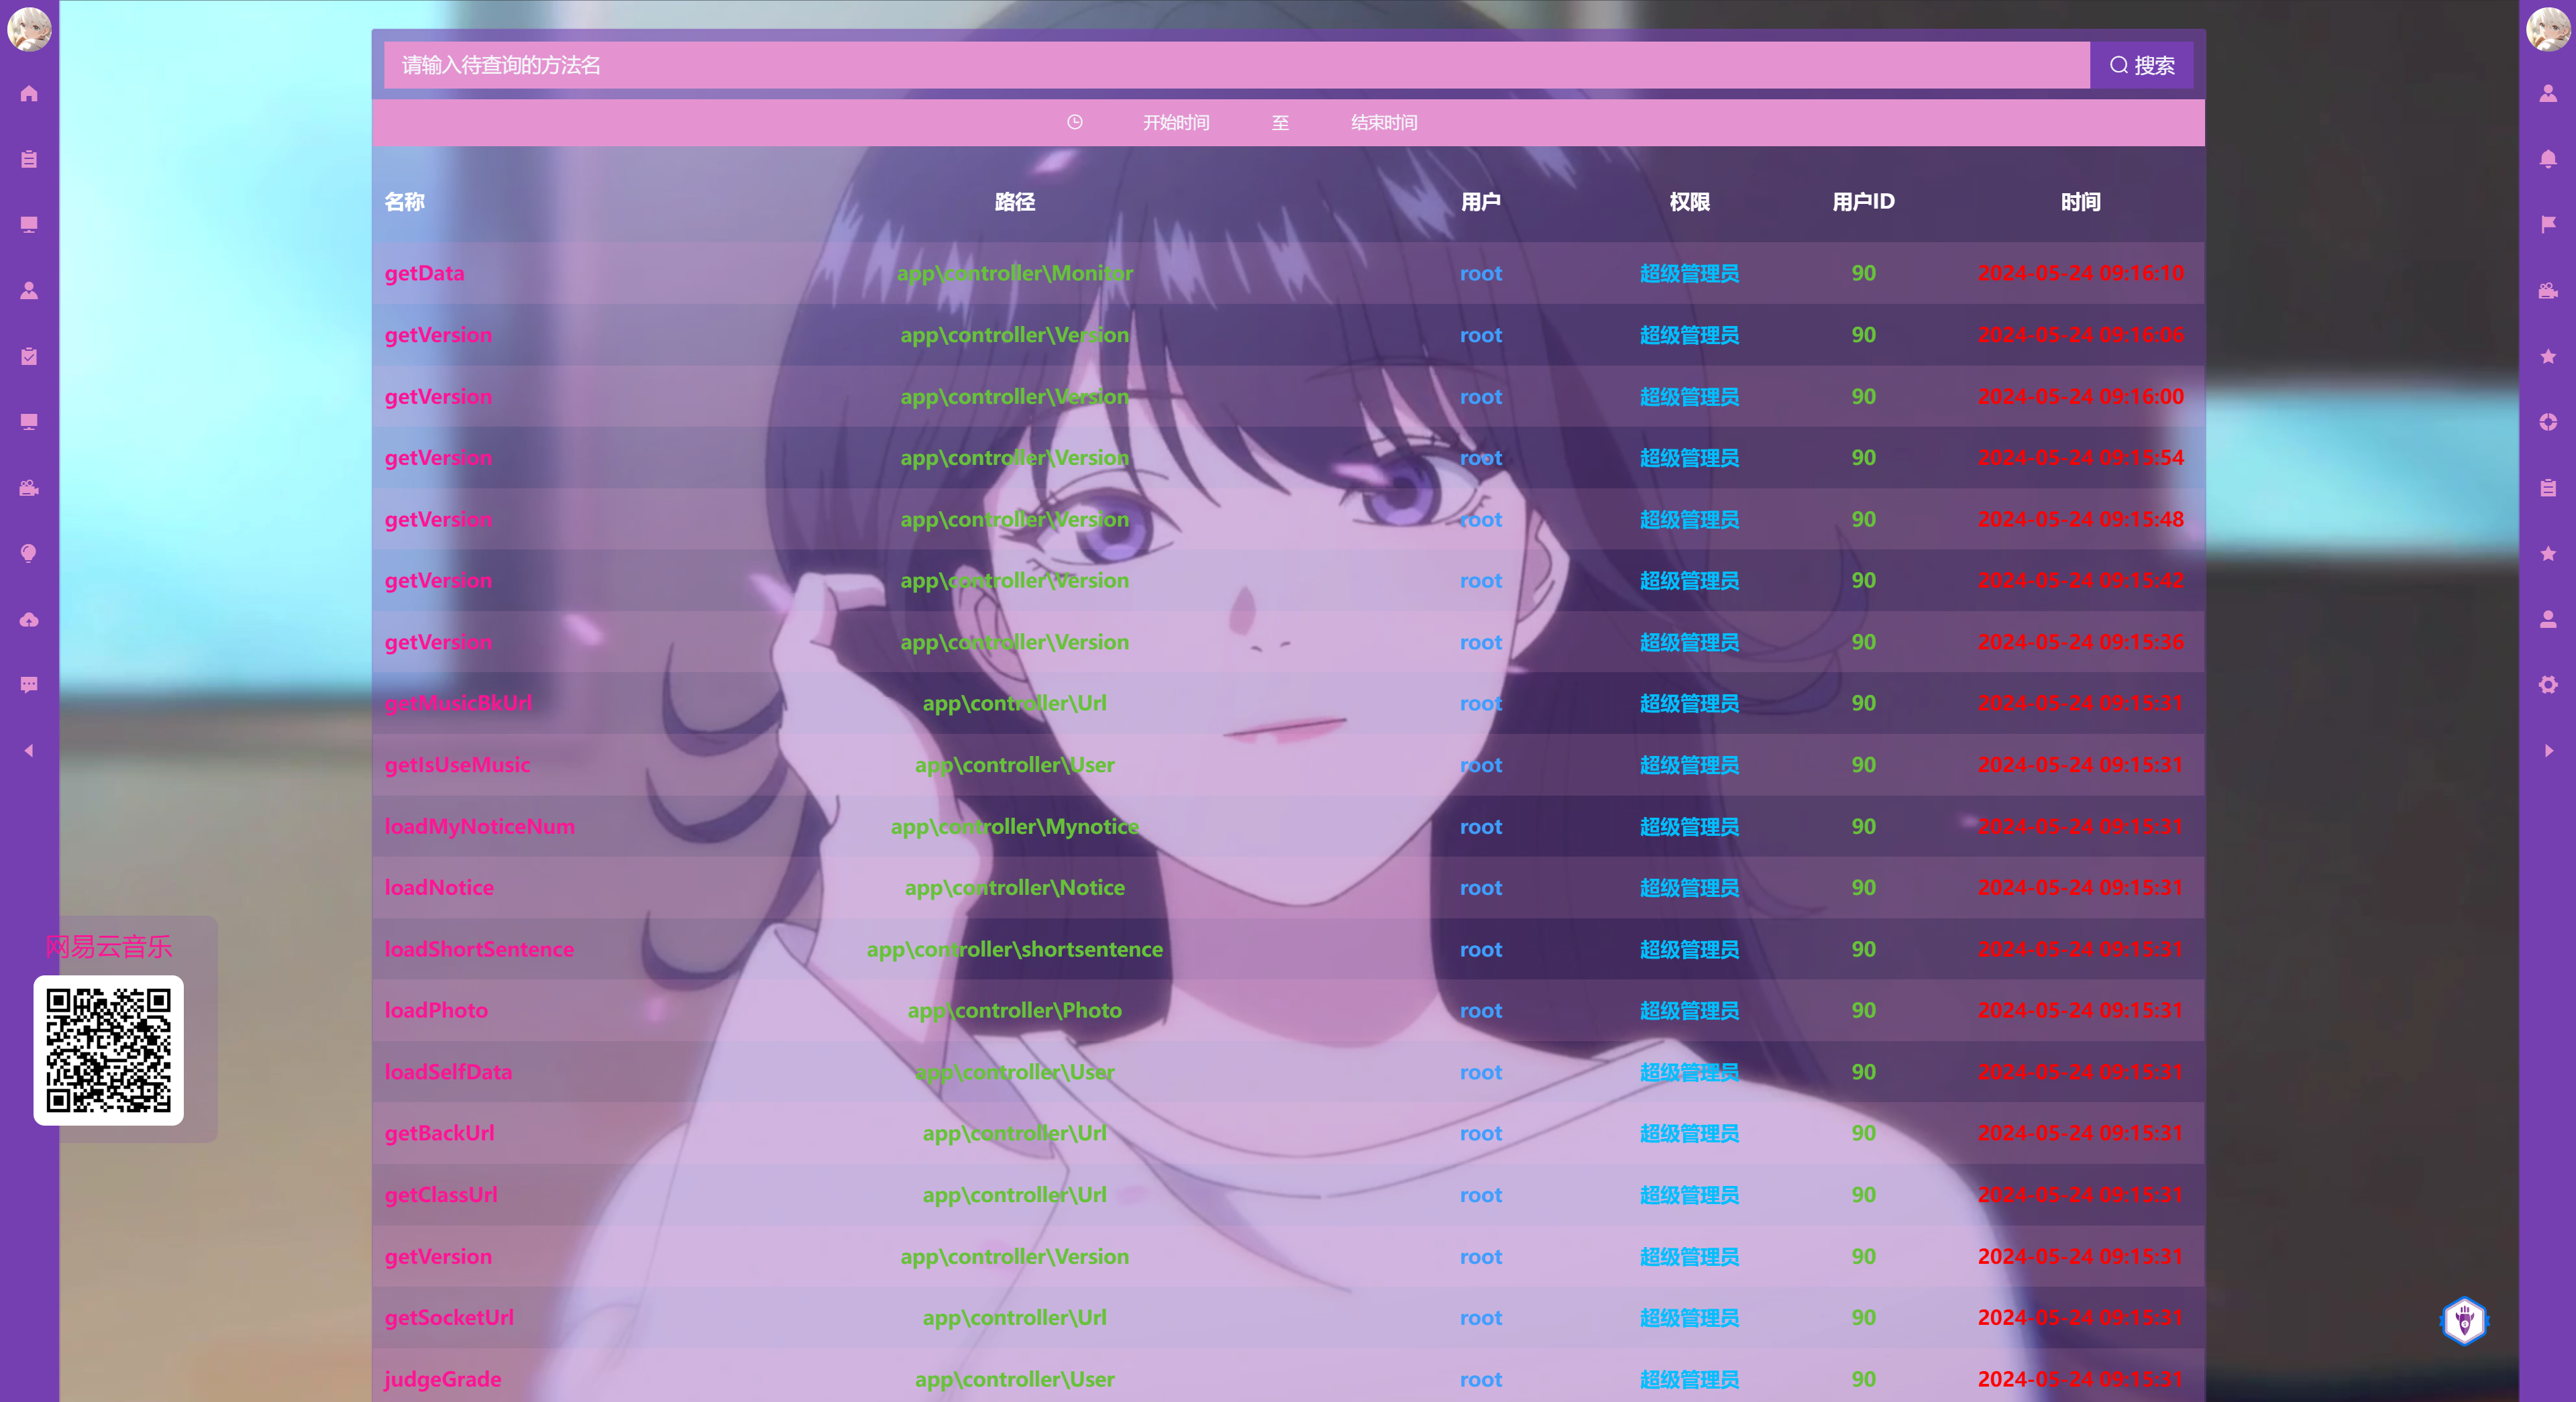 请输入待查询的方法名 搜索
开始时间 至 结束时间
名称 路径 用户 权限 用户ID 时间
getData app\controller\Monitor root 超级管理员 90 2024-05-24 09:16:10
getVersion app\controller\Version root 超级管理员 90 2024-05-24 09:16:06
getVersion app\controller\Version root 超级管理员 90 2024-05-24 09:16:00
getVersion app\controller\Version root 超级管理员 90 2024-05-24 09:15:54
getVersion app\controller\Version root 超级管理员 90 2024-05-24 09:15:48
getVersion app\controller\Version root 超级管理员 90 2024-05-24 09:15:42
getVersion app\controller\Version root 超级管理员 90 2024-05-24 09:15:36
getMusicBkUrl app\controller\Url root 超级管理员 90 2024-05-24 09:15:31
getIsUseMusic app\controller\User root 超级管理员 90 2024-05-24 09:15:31
loadMyNoticeNum app\controller\Mynotice root 超级管理员 90 2024-05-24 09:15:31
loadNotice app\controller\Notice root 超级管理员 90 2024-05-24 09:15:31
loadShortSentence app\controller\shortsentence root 超级管理员 90 2024-05-24 09:15:31
loadPhoto app\controller\Photo root 超级管理员 90 2024-05-24 09:15:31
loadSelfData app\controller\User root 超级管理员 90 2024-05-24 09:15:31
getBackUrl app\controller\Url root 超级管理员 90 2024-05-24 09:15:31
getClassUrl app\controller\Url root 超级管理员 90 2024-05-24 09:15:31
getVersion app\controller\Version root 超级管理员 90 2024-05-24 09:15:31
getSocketUrl app\controller\Url root 超级管理员 90 2024-05-24 09:15:31
judgeGrade app\controller\User root 超级管理员 90 2024-05-24 09:15:31
网易云音乐